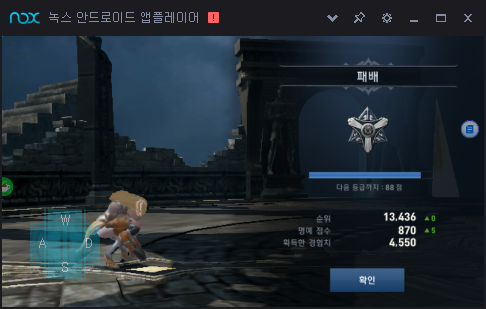 nox 녹스 안드로이드 앱플레이어 !
패배
다음 등급까지 : 88 점
순위 13,436 ▲0
명예 점수 870 ▲5
획득한 경험치 4,550
W
A D
S
확인